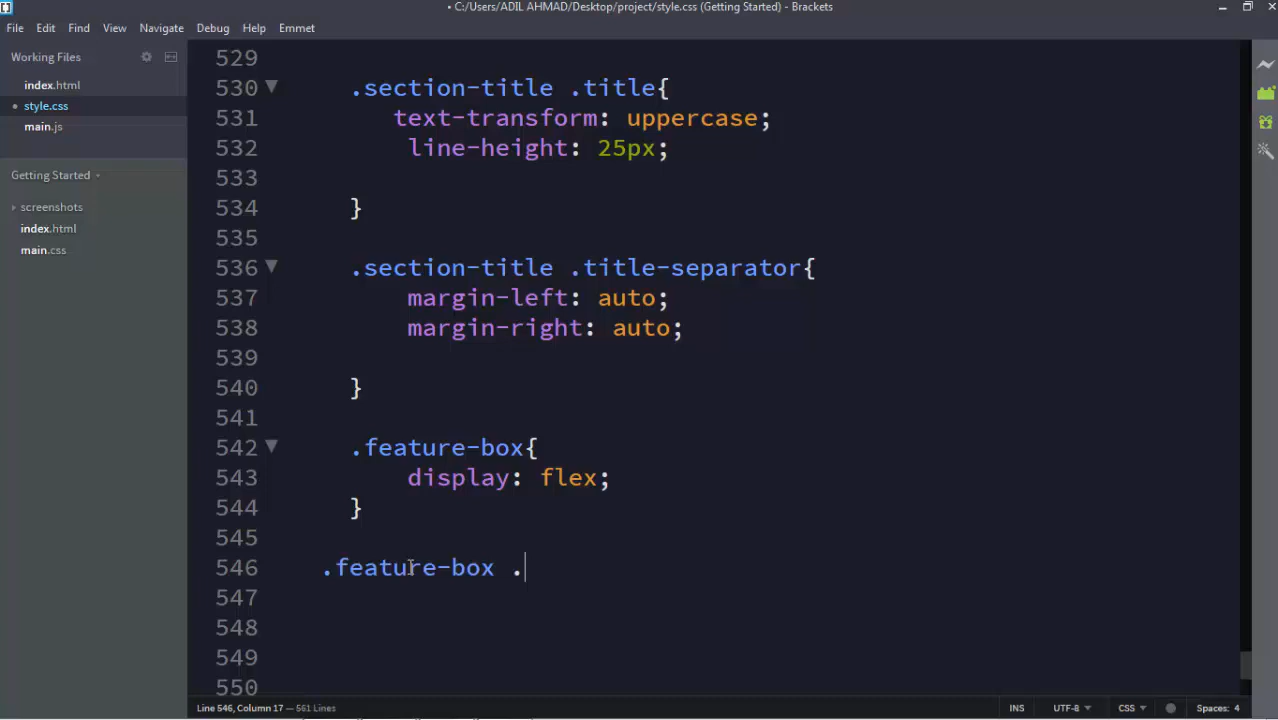 C:/Users/ADIL AHMAD/Desktop/project/style.css (Getting Started) - Brackets
File Edit Find View Navigate Debug Help Emmet
Working Files
index.html
style.css
main.js
Getting Started
screenshots
index.html
main.css
529
530 .section-title .title{
531 text-transform: uppercase;
532 line-height: 25px;
533
534 }
535
536 .section-title .title-separator{
537 margin-left: auto;
538 margin-right: auto;
539
540 }
541
542 .feature-box{
543 display: flex;
544 }
545
546 .feature-box .
547
548
549
550
Line 546, Column 17 — 561 Lines INS UTF-8 CSS Spaces: 4